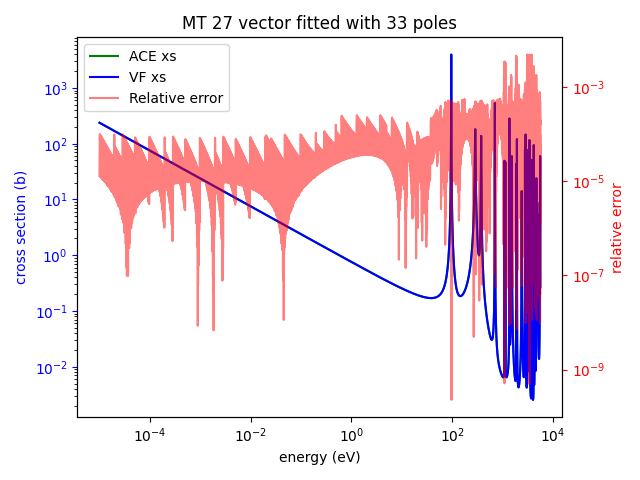 MT 27 vector fitted with 33 poles
ACE xs
VF xs
Relative error
cross section (b)
10³
10²
10¹
10⁰
10⁻¹
10⁻²
10⁻³
10⁻⁵
10⁻⁷
10⁻⁹
relative error
10⁻⁴
10⁻²
10⁰
10²
10⁴
energy (eV)